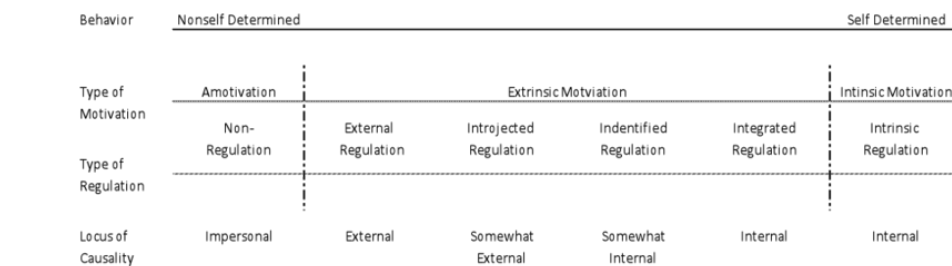 Behavior Nonself Determined Self Determined
Type of Amotivation Extrinsic Motviation Intinsic Motivation
Motivation
Non- External Introjected Indentified Integrated Intrinsic
Regulation Regulation Regulation Regulation Regulation Regulation
Type of
Regulation
Locus of Impersonal External Somewhat Somewhat Internal Internal
Causality External Internal